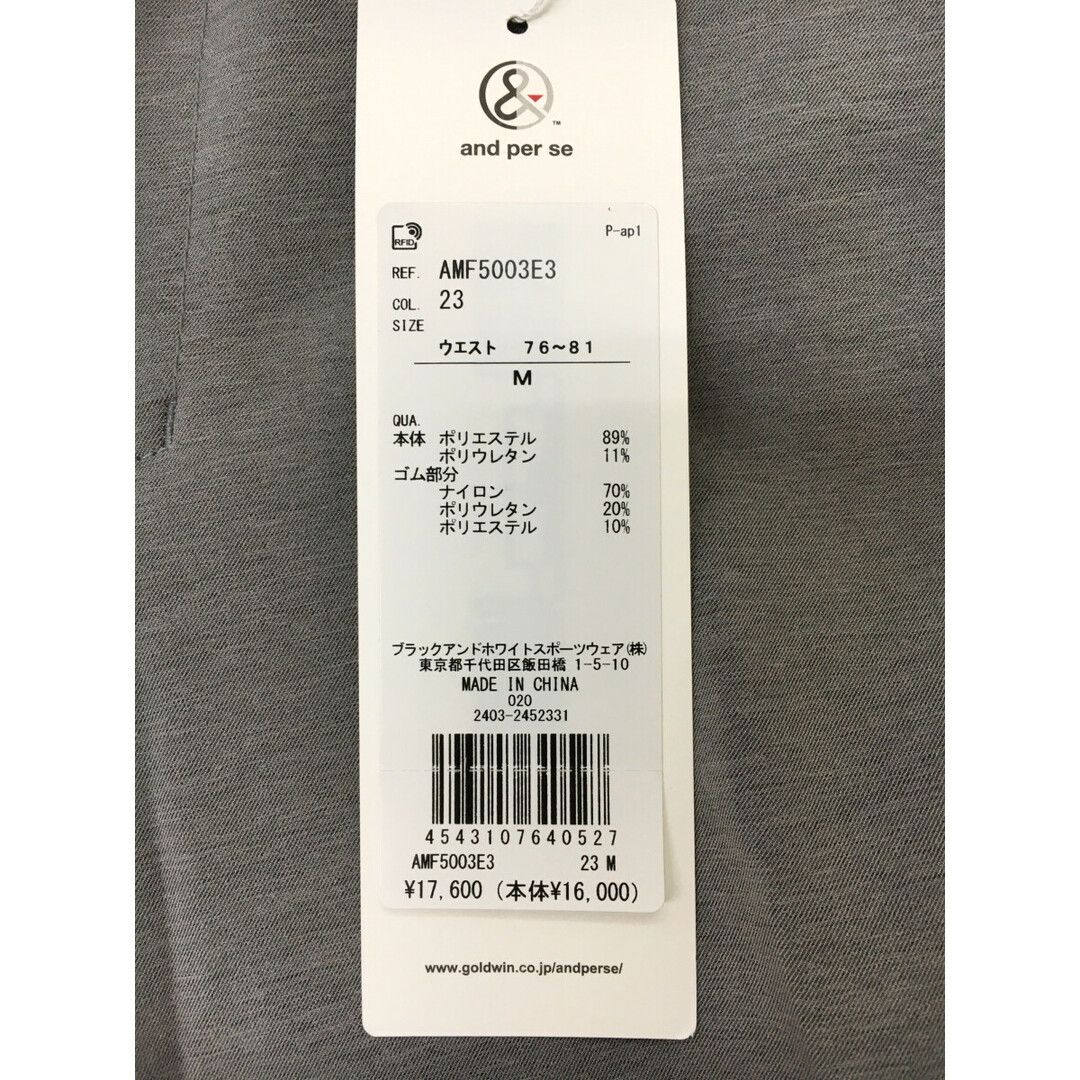 &
TM
and per se
RFID
P-ap1
REF. AMF5003E3
COL. 23
SIZE
ウエスト 76～81
M
QUA.
本体 ポリエステル 89%
ポリウレタン 11%
ゴム部分
ナイロン 70%
ポリウレタン 20%
ポリエステル 10%
ブラックアンドホワイトスポーツウェア(株)
東京都千代田区飯田橋 1-5-10
MADE IN CHINA
020
2403-2452331
4543107640527
AMF5003E3 23 M
¥17,600 (本体¥16,000)
www.goldwin.co.jp/andperse/